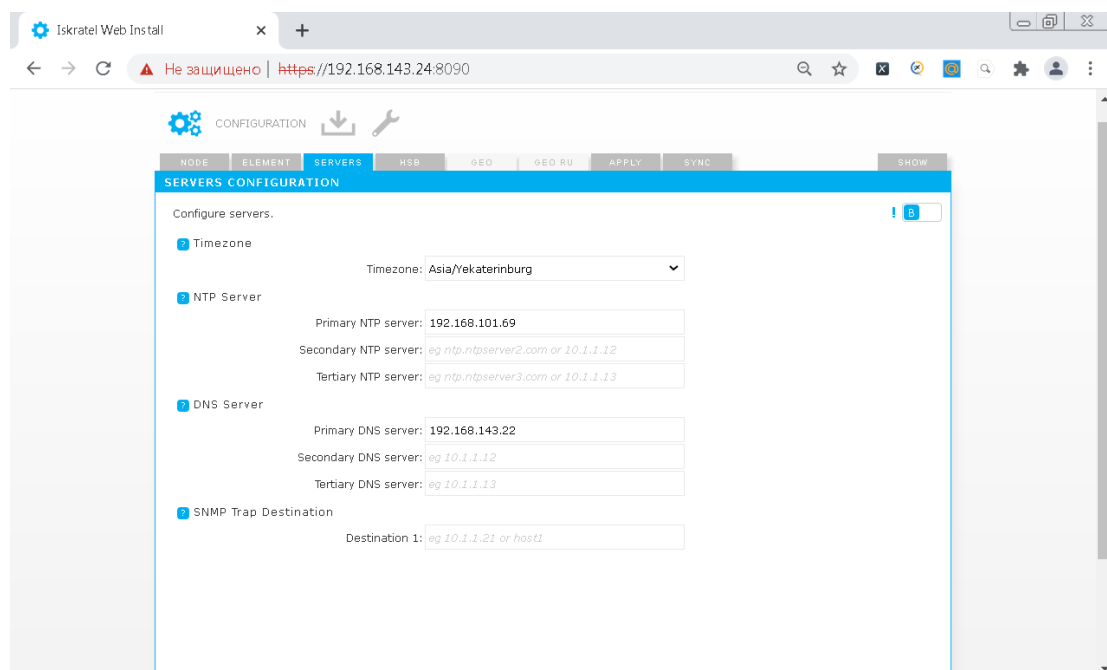 Iskratel Web Install
Не защищено | https://192.168.143.24:8090
CONFIGURATION
NODE ELEMENT SERVERS HSB GEO GEO RU APPLY SYNC SHOW
SERVERS CONFIGURATION
Configure servers.
! B
? Timezone
Timezone: Asia/Yekaterinburg
? NTP Server
Primary NTP server: 192.168.101.69
Secondary NTP server: eg ntp.ntpserver2.com or 10.1.1.12
Tertiary NTP server: eg ntp.ntpserver3.com or 10.1.1.13
? DNS Server
Primary DNS server: 192.168.143.22
Secondary DNS server: eg 10.1.1.12
Tertiary DNS server: eg 10.1.1.13
? SNMP Trap Destination
Destination 1: eg 10.1.1.21 or host1